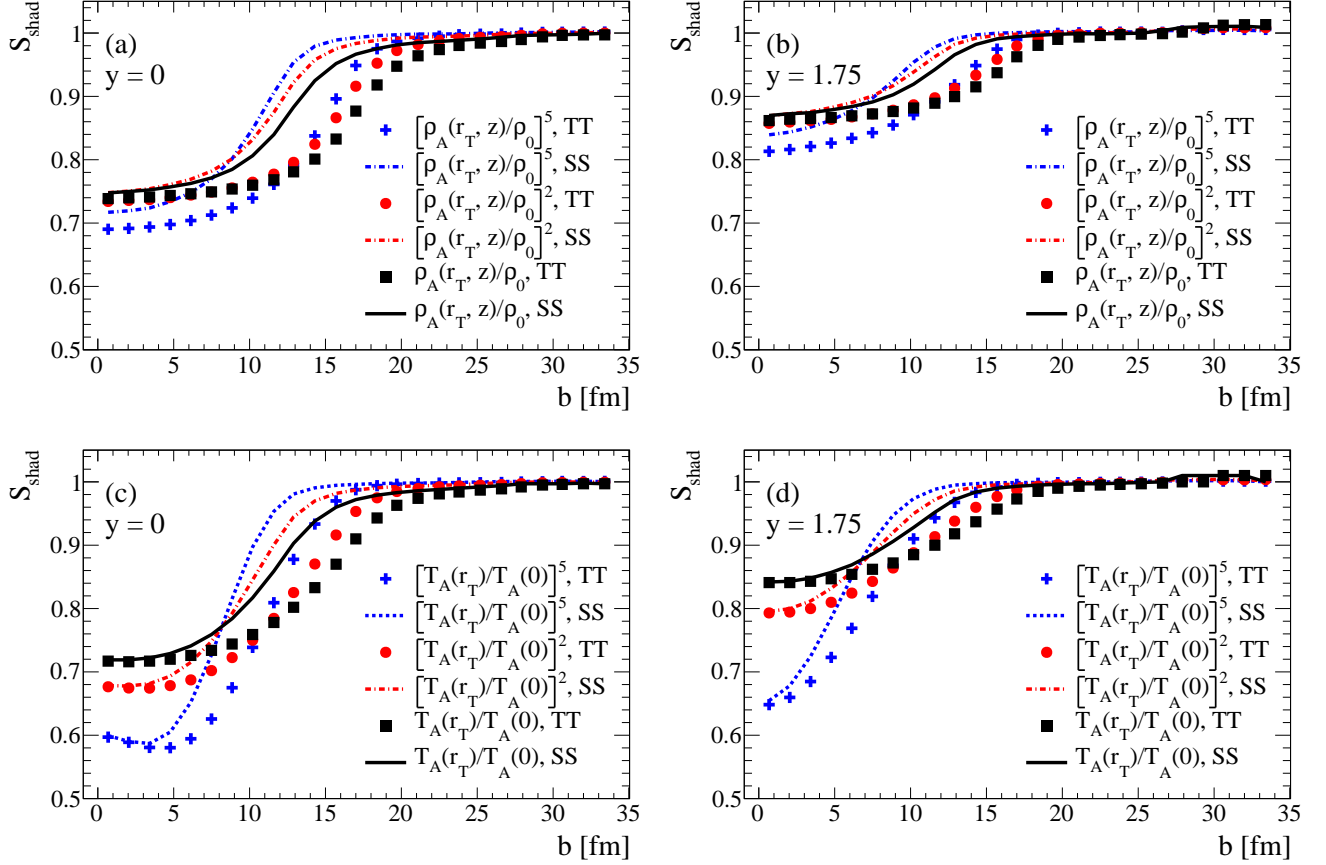 S_shad
1
0.9
0.8
0.7
0.6
0.5
(a)
y = 0
[ρ_A(r_T, z)/ρ_0]^5, TT
[ρ_A(r_T, z)/ρ_0]^5, SS
[ρ_A(r_T, z)/ρ_0]^2, TT
[ρ_A(r_T, z)/ρ_0]^2, SS
ρ_A(r_T, z)/ρ_0, TT
ρ_A(r_T, z)/ρ_0, SS
0 5 10 15 20 25 30 35
b [fm]
S_shad
1
0.9
0.8
0.7
0.6
0.5
(b)
y = 1.75
[ρ_A(r_T, z)/ρ_0]^5, TT
[ρ_A(r_T, z)/ρ_0]^5, SS
[ρ_A(r_T, z)/ρ_0]^2, TT
[ρ_A(r_T, z)/ρ_0]^2, SS
ρ_A(r_T, z)/ρ_0, TT
ρ_A(r_T, z)/ρ_0, SS
0 5 10 15 20 25 30 35
b [fm]
S_shad
1
0.9
0.8
0.7
0.6
0.5
(c)
y = 0
[T_A(r_T)/T_A(0)]^5, TT
[T_A(r_T)/T_A(0)]^5, SS
[T_A(r_T)/T_A(0)]^2, TT
[T_A(r_T)/T_A(0)]^2, SS
T_A(r_T)/T_A(0), TT
T_A(r_T)/T_A(0), SS
0 5 10 15 20 25 30 35
b [fm]
S_shad
1
0.9
0.8
0.7
0.6
0.5
(d)
y = 1.75
[T_A(r_T)/T_A(0)]^5, TT
[T_A(r_T)/T_A(0)]^5, SS
[T_A(r_T)/T_A(0)]^2, TT
[T_A(r_T)/T_A(0)]^2, SS
T_A(r_T)/T_A(0), TT
T_A(r_T)/T_A(0), SS
0 5 10 15 20 25 30 35
b [fm]